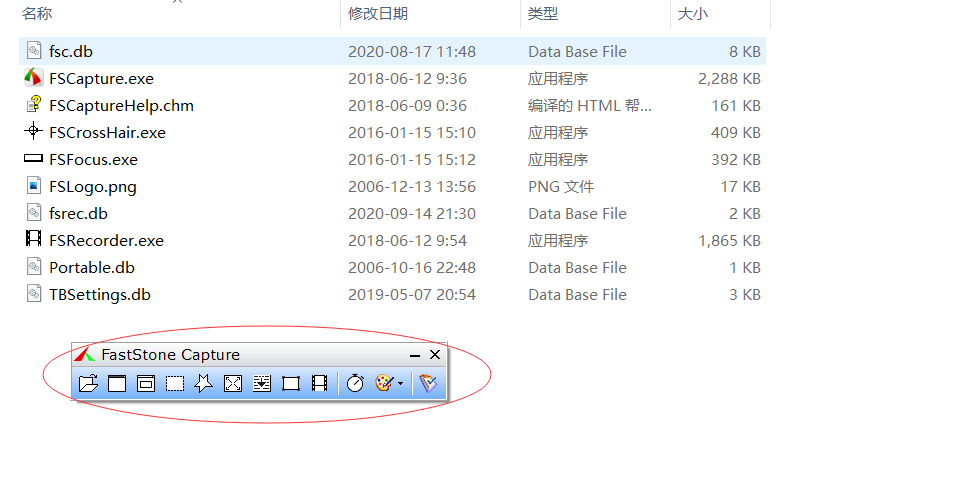 名称 修改日期 类型 大小
fsc.db 2020-08-17 11:48 Data Base File 8 KB
FSCapture.exe 2018-06-12 9:36 应用程序 2,288 KB
FSCaptureHelp.chm 2018-06-09 0:36 编译的 HTML 帮... 161 KB
FSCrossHair.exe 2016-01-15 15:10 应用程序 409 KB
FSFocus.exe 2016-01-15 15:12 应用程序 392 KB
FSLogo.png 2006-12-13 13:56 PNG 文件 17 KB
fsrec.db 2020-09-14 21:30 Data Base File 2 KB
FSRecorder.exe 2018-06-12 9:54 应用程序 1,865 KB
Portable.db 2006-10-16 22:48 Data Base File 1 KB
TBSettings.db 2019-05-07 20:54 Data Base File 3 KB
FastStone Capture